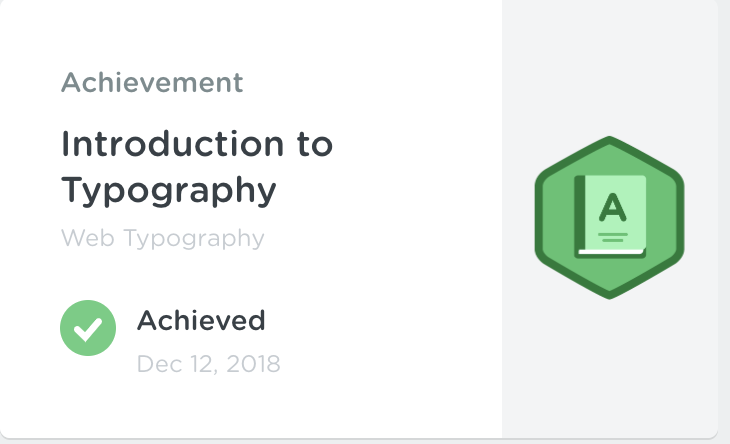 Achievement
Introduction to
Typography
Web Typography
Achieved
Dec 12, 2018
A